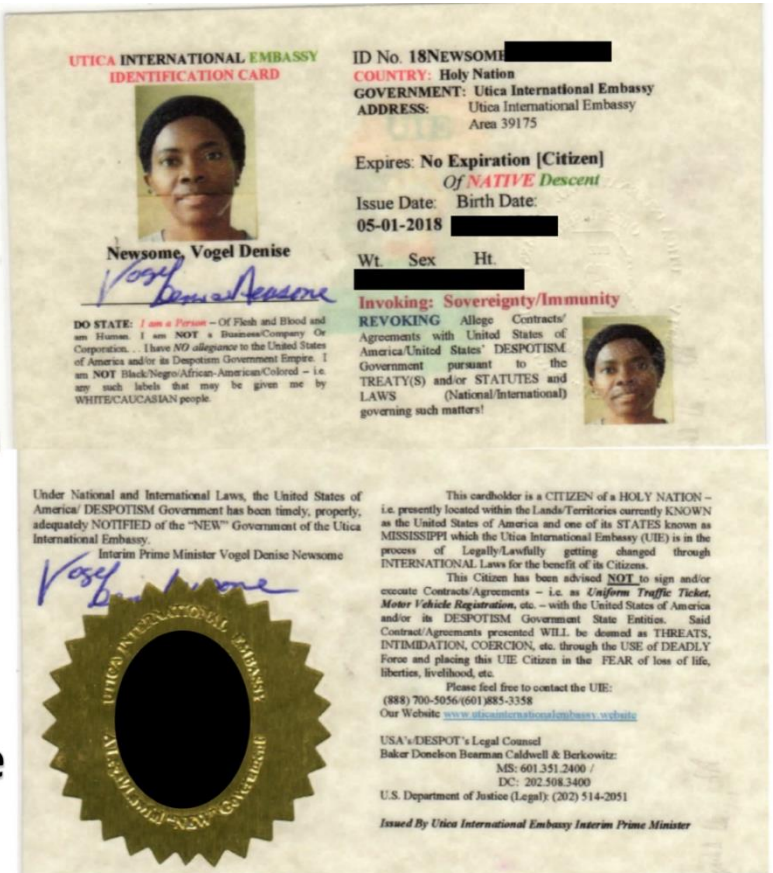 UTICA INTERNATIONAL EMBASSY
IDENTIFICATION CARD
Newsome, Vogel Denise
Vogel
Denise Newsome
DO STATE: I am a Person – Of Flesh and Blood and
am Human. I am NOT a Business/Company Or
Corporation. . . I have NO allegiance to the United States
of America and/or its Despotism Government Empire. I
am NOT Black/Negro/African-American/Colored – i.e.
any such labels that may be given me by
WHITE/CAUCASIAN people.
ID No. 18NEWSOME
COUNTRY: Holy Nation
GOVERNMENT: Utica International Embassy
ADDRESS: Utica International Embassy
Area 39175
UIE
Expires: No Expiration [Citizen]
Of NATIVE Descent
Issue Date: Birth Date:
05-01-2018
Wt. Sex Ht.
Invoking: Sovereignty/Immunity
REVOKING Allege Contracts/
Agreements with United States of
America/United States' DESPOTISM
Government pursuant to the
TREATY(S) and/or STATUTES and
LAWS (National/International)
governing such matters!
Under National and International Laws, the United States of
America/ DESPOTISM Government has been timely, properly,
adequately NOTIFIED of the "NEW" Government of the Utica
International Embassy.
Interim Prime Minister Vogel Denise Newsome
Vogel
Denise Newsome
UTICA INTERNATIONAL EMBASSY
"NEW" Government
e
This cardholder is a CITIZEN of a HOLY NATION –
i.e. presently located within the Lands/Territories currently KNOWN
as the United States of America and one of its STATES known as
MISSISSIPPI which the Utica International Embassy (UIE) is in the
process of Legally/Lawfully getting changed through
INTERNATIONAL Laws for the benefit of its Citizens.
This Citizen has been advised NOT to sign and/or
execute Contracts/Agreements – i.e. as Uniform Traffic Ticket,
Motor Vehicle Registration, etc. – with the United States of America
and/or its DESPOTISM Government State Entities. Said
Contract/Agreements presented WILL be deemed as THREATS,
INTIMIDATION, COERCION, etc. through the USE of DEADLY
Force and placing this UIE Citizen in the FEAR of loss of life,
liberties, livelihood, etc.
Please feel free to contact the UIE:
(888) 700-5056/(601)885-3358
Our Website www.uticainternationalembassy.website
USA's/DESPOT's Legal Counsel
Baker Donelson Bearman Caldwell & Berkowitz:
MS: 601.351.2400 /
DC: 202.508.3400
U.S. Department of Justice (Legal): (202) 514-2051
Issued By Utica International Embassy Interim Prime Minister